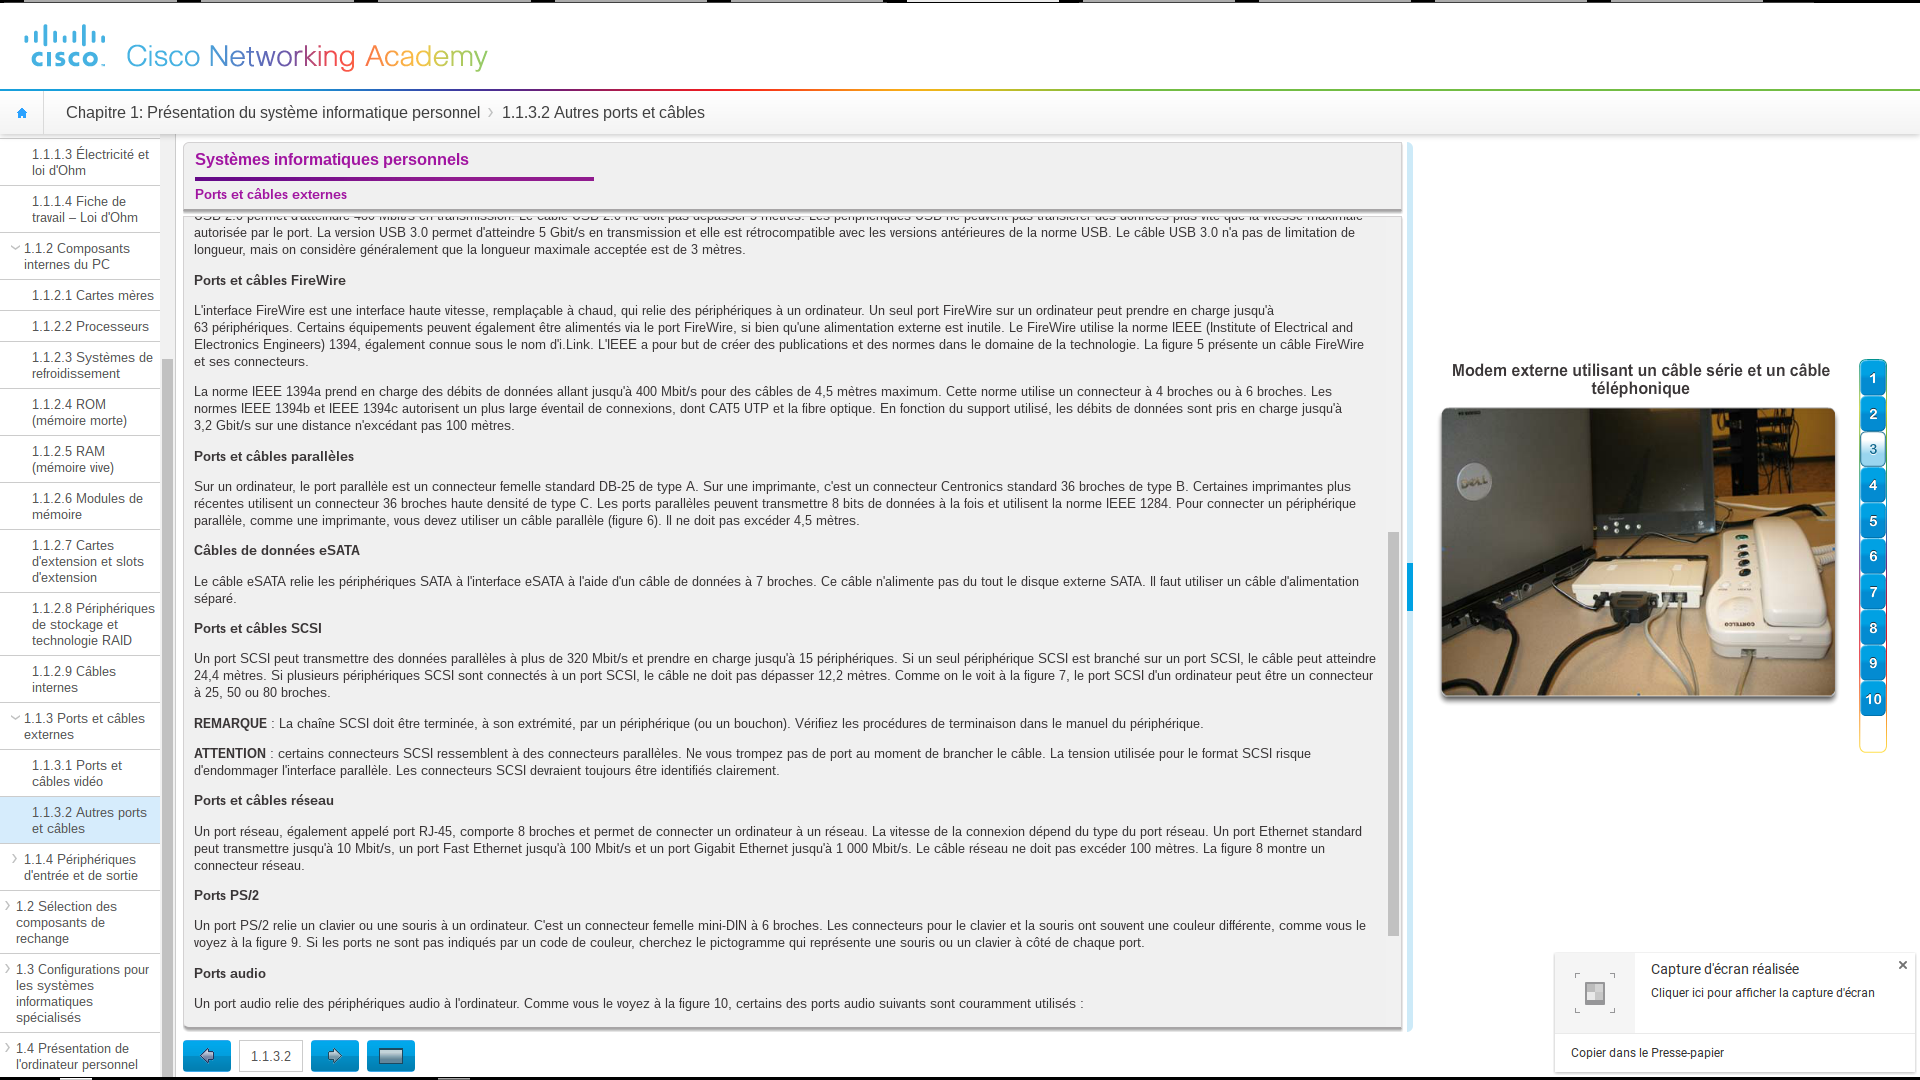 CISCO
Cisco Networking Academy
Chapitre 1: Présentation du système informatique personnel
1.1.3.2 Autres ports et câbles
1.1.1.3 Électricité et
loi d'Ohm
1.1.1.4 Fiche de
travail – Loi d'Ohm
1.1.2 Composants
internes du PC
1.1.2.1 Cartes mères
1.1.2.2 Processeurs
1.1.2.3 Systèmes de
refroidissement
1.1.2.4 ROM
(mémoire morte)
1.1.2.5 RAM
(mémoire vive)
1.1.2.6 Modules de
mémoire
1.1.2.7 Cartes
d'extension et slots
d'extension
1.1.2.8 Périphériques
de stockage et
technologie RAID
1.1.2.9 Câbles
internes
1.1.3 Ports et câbles
externes
1.1.3.1 Ports et
câbles vidéo
1.1.3.2 Autres ports
et câbles
1.1.4 Périphériques
d'entrée et de sortie
1.2 Sélection des
composants de
rechange
1.3 Configurations pour
les systèmes
informatiques
spécialisés
1.4 Présentation de
l'ordinateur personnel
Systèmes informatiques personnels
Ports et câbles externes
USB 2.0 permet d'atteindre 480 Mbit/s en transmission. Le câble USB 2.0 ne doit pas dépasser 5 mètres. Les périphériques USB ne peuvent pas transférer des données plus vite que la vitesse maximale
autorisée par le port. La version USB 3.0 permet d'atteindre 5 Gbit/s en transmission et elle est rétrocompatible avec les versions antérieures de la norme USB. Le câble USB 3.0 n'a pas de limitation de
longueur, mais on considère généralement que la longueur maximale acceptée est de 3 mètres.
Ports et câbles FireWire
L'interface FireWire est une interface haute vitesse, remplaçable à chaud, qui relie des périphériques à un ordinateur. Un seul port FireWire sur un ordinateur peut prendre en charge jusqu'à
63 périphériques. Certains équipements peuvent également être alimentés via le port FireWire, si bien qu'une alimentation externe est inutile. Le FireWire utilise la norme IEEE (Institute of Electrical and
Electronics Engineers) 1394, également connue sous le nom d'i.Link. L'IEEE a pour but de créer des publications et des normes dans le domaine de la technologie. La figure 5 présente un câble FireWire
et ses connecteurs.
La norme IEEE 1394a prend en charge des débits de données allant jusqu'à 400 Mbit/s pour des câbles de 4,5 mètres maximum. Cette norme utilise un connecteur à 4 broches ou à 6 broches. Les
normes IEEE 1394b et IEEE 1394c autorisent un plus large éventail de connexions, dont CAT5 UTP et la fibre optique. En fonction du support utilisé, les débits de données sont pris en charge jusqu'à
3,2 Gbit/s sur une distance n'excédant pas 100 mètres.
Ports et câbles parallèles
Sur un ordinateur, le port parallèle est un connecteur femelle standard DB-25 de type A. Sur une imprimante, c'est un connecteur Centronics standard 36 broches de type B. Certaines imprimantes plus
récentes utilisent un connecteur 36 broches haute densité de type C. Les ports parallèles peuvent transmettre 8 bits de données à la fois et utilisent la norme IEEE 1284. Pour connecter un périphérique
parallèle, comme une imprimante, vous devez utiliser un câble parallèle (figure 6). Il ne doit pas excéder 4,5 mètres.
Câbles de données eSATA
Le câble eSATA relie les périphériques SATA à l'interface eSATA à l'aide d'un câble de données à 7 broches. Ce câble n'alimente pas du tout le disque externe SATA. Il faut utiliser un câble d'alimentation
séparé.
Ports et câbles SCSI
Un port SCSI peut transmettre des données parallèles à plus de 320 Mbit/s et prendre en charge jusqu'à 15 périphériques. Si un seul périphérique SCSI est branché sur un port SCSI, le câble peut atteindre
24,4 mètres. Si plusieurs périphériques SCSI sont connectés à un port SCSI, le câble ne doit pas dépasser 12,2 mètres. Comme on le voit à la figure 7, le port SCSI d'un ordinateur peut être un connecteur
à 25, 50 ou 80 broches.
REMARQUE : La chaîne SCSI doit être terminée, à son extrémité, par un périphérique (ou un bouchon). Vérifiez les procédures de terminaison dans le manuel du périphérique.
ATTENTION : certains connecteurs SCSI ressemblent à des connecteurs parallèles. Ne vous trompez pas de port au moment de brancher le câble. La tension utilisée pour le format SCSI risque
d'endommager l'interface parallèle. Les connecteurs SCSI devraient toujours être identifiés clairement.
Ports et câbles réseau
Un port réseau, également appelé port RJ-45, comporte 8 broches et permet de connecter un ordinateur à un réseau. La vitesse de la connexion dépend du type du port réseau. Un port Ethernet standard
peut transmettre jusqu'à 10 Mbit/s, un port Fast Ethernet jusqu'à 100 Mbit/s et un port Gigabit Ethernet jusqu'à 1 000 Mbit/s. Le câble réseau ne doit pas excéder 100 mètres. La figure 8 montre un
connecteur réseau.
Ports PS/2
Un port PS/2 relie un clavier ou une souris à un ordinateur. C'est un connecteur femelle mini-DIN à 6 broches. Les connecteurs pour le clavier et la souris ont souvent une couleur différente, comme vous le
voyez à la figure 9. Si les ports ne sont pas indiqués par un code de couleur, cherchez le pictogramme qui représente une souris ou un clavier à côté de chaque port.
Ports audio
Un port audio relie des périphériques audio à l'ordinateur. Comme vous le voyez à la figure 10, certains des ports audio suivants sont couramment utilisés :
1.1.3.2
Modem externe utilisant un câble série et un câble
téléphonique
DELL
CORTELCO
1
2
3
4
5
6
7
8
9
10
Capture d'écran réalisée
Cliquer ici pour afficher la capture d'écran
Copier dans le Presse-papier